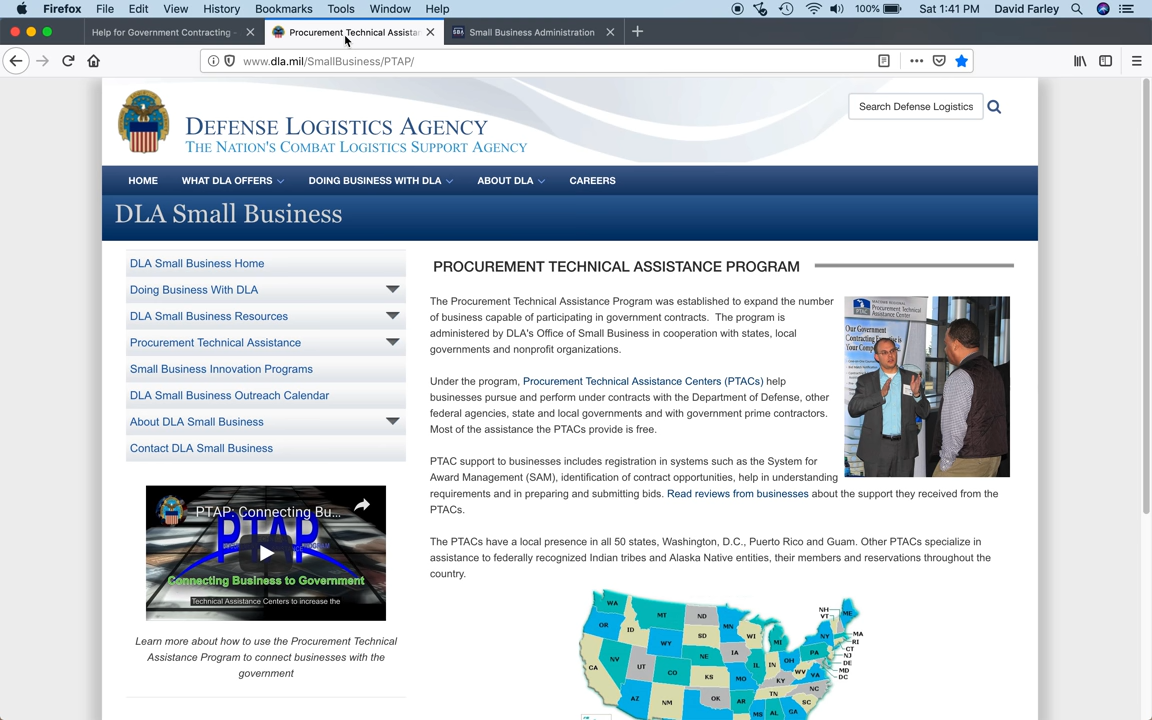 Firefox File Edit View History Bookmarks Tools Window Help 100% Sat 1:41 PM David Farley
Help for Government Contracting - Procurement Technical Assistan SBA Small Business Administration
www.dla.mil/SmallBusiness/PTAP/
DEFENSE LOGISTICS AGENCY
THE NATION'S COMBAT LOGISTICS SUPPORT AGENCY
Search Defense Logistics
HOME WHAT DLA OFFERS DOING BUSINESS WITH DLA ABOUT DLA CAREERS
DLA Small Business
DLA Small Business Home
Doing Business With DLA
DLA Small Business Resources
Procurement Technical Assistance
Small Business Innovation Programs
DLA Small Business Outreach Calendar
About DLA Small Business
Contact DLA Small Business
PTAP: Connecting Bu...
PTAP
Connecting Business to Government
Technical Assistance Centers to increase the
Learn more about how to use the Procurement Technical
Assistance Program to connect businesses with the
government
PROCUREMENT TECHNICAL ASSISTANCE PROGRAM
The Procurement Technical Assistance Program was established to expand the number
of business capable of participating in government contracts. The program is
administered by DLA's Office of Small Business in cooperation with states, local
governments and nonprofit organizations.
Under the program, Procurement Technical Assistance Centers (PTACs) help
businesses pursue and perform under contracts with the Department of Defense, other
federal agencies, state and local governments and with government prime contractors.
Most of the assistance the PTACs provide is free.
PTAC support to businesses includes registration in systems such as the System for
Award Management (SAM), identification of contract opportunities, help in understanding
requirements and in preparing and submitting bids. Read reviews from businesses about the support they received from the
PTACs.
The PTACs have a local presence in all 50 states, Washington, D.C., Puerto Rico and Guam. Other PTACs specialize in
assistance to federally recognized Indian tribes and Alaska Native entities, their members and reservations throughout the
country.
PTAC
Procurement Technical
Assistance Center
Our
Government
Contracting
is
Your
WA MT ND MN NH VT ME
OR ID SD WI MI NY MA
WY RI
CT
NV NE IA PA NJ
CA UT CO IL IN OH DE
KS MO WV VA MD
KY DC
AZ NM OK AR TN NC
SC
MS AL GA